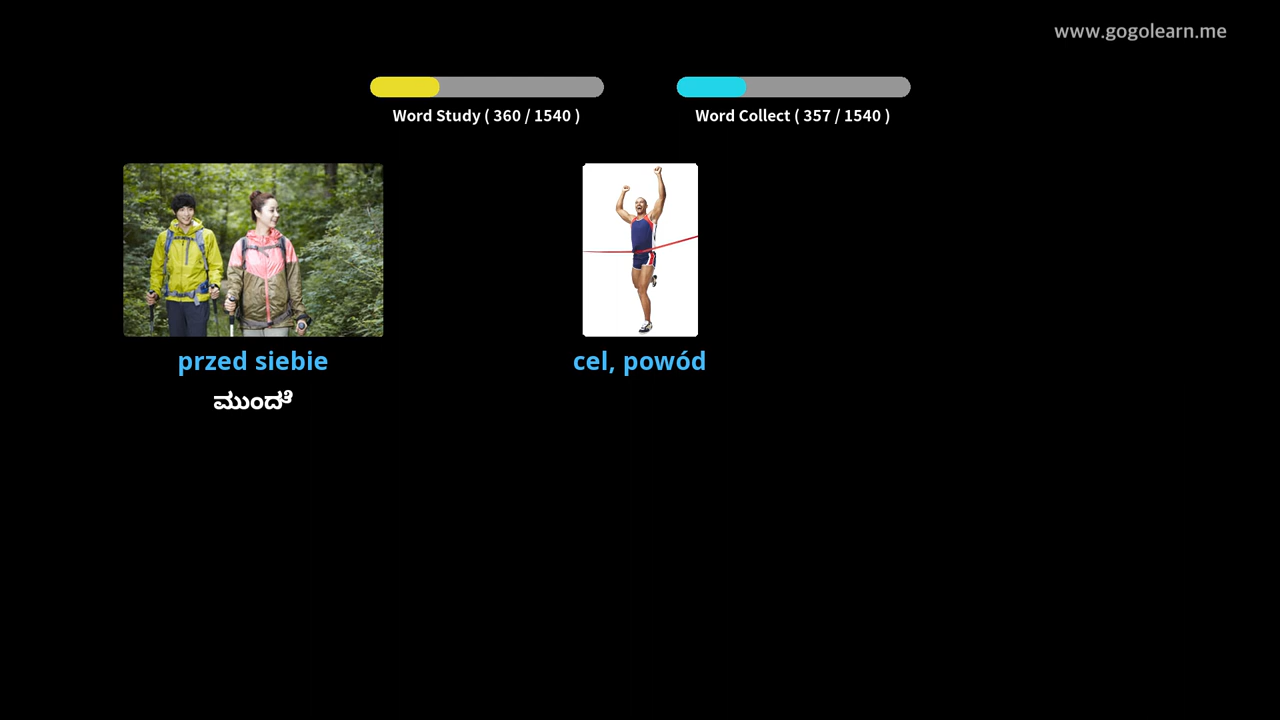 www.gogolearn.me
Word Study ( 360 / 1540 )
Word Collect ( 357 / 1540 )
przed siebie
ಮುಂದೆ
cel, powód